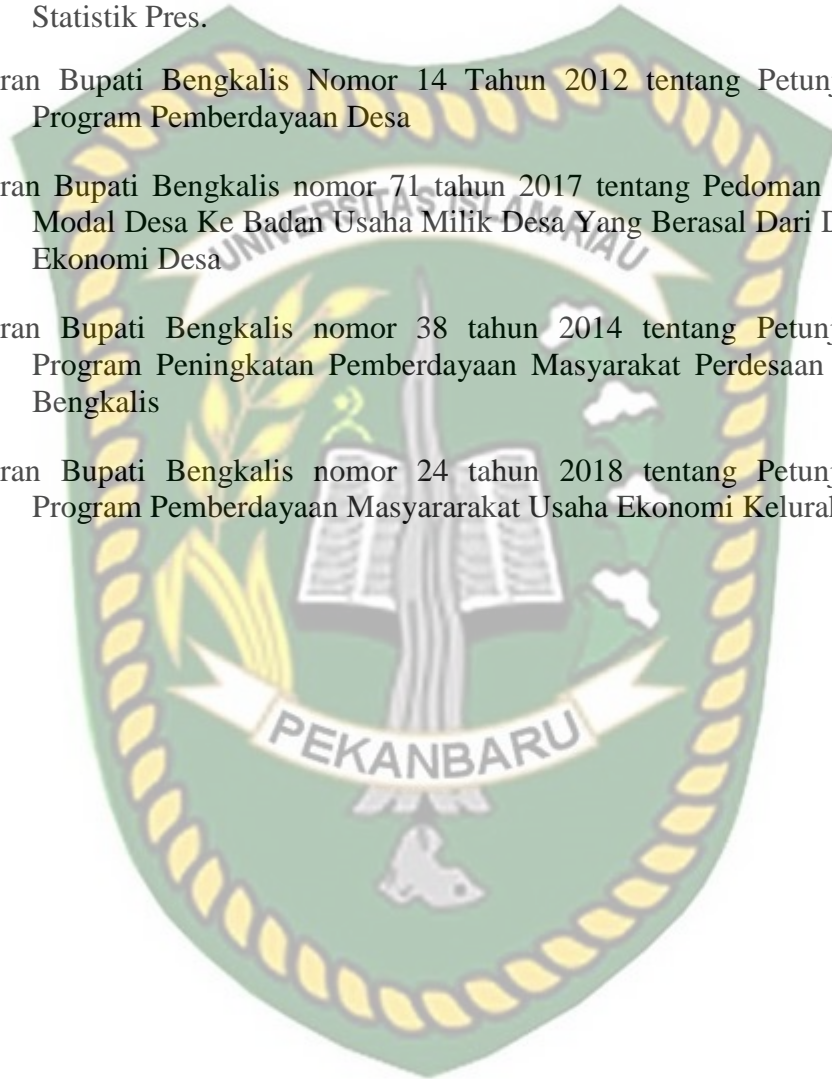 Statistik Pres.
ran Bupati Bengkalis Nomor 14 Tahun 2012 tentang Petunj
Program Pemberdayaan Desa
ran Bupati Bengkalis nomor 71 tahun 2017 tentang Pedoman
Modal Desa Ke Badan Usaha Milik Desa Yang Berasal Dari D
Ekonomi Desa
UNIVERSITAS ISLAM RIAU
ran Bupati Bengkalis nomor 38 tahun 2014 tentang Petunj
Program Peningkatan Pemberdayaan Masyarakat Perdesaan
Bengkalis
ran Bupati Bengkalis nomor 24 tahun 2018 tentang Petunj
Program Pemberdayaan Masyararakat Usaha Ekonomi Kelura
PEKANBARU